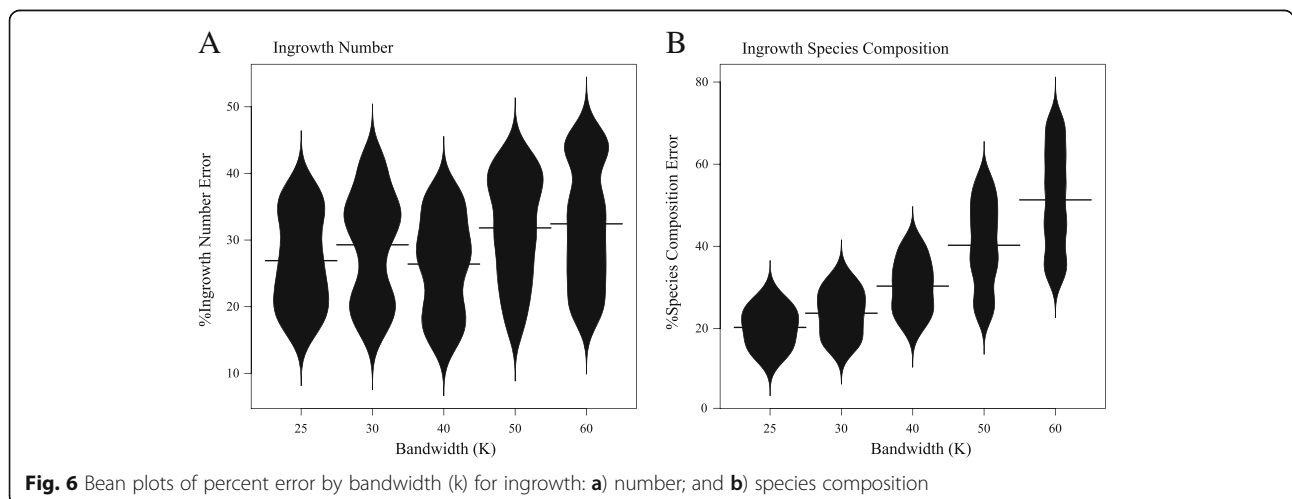 A Ingrowth Number
%Ingrowth Number Error
50
40
30
20
10
25 30 40 50 60
Bandwidth (K)
B Ingrowth Species Composition
%Species Composition Error
80
60
40
20
0
25 30 40 50 60
Bandwidth (K)
Fig. 6 Bean plots of percent error by bandwidth (k) for ingrowth: a) number; and b) species composition